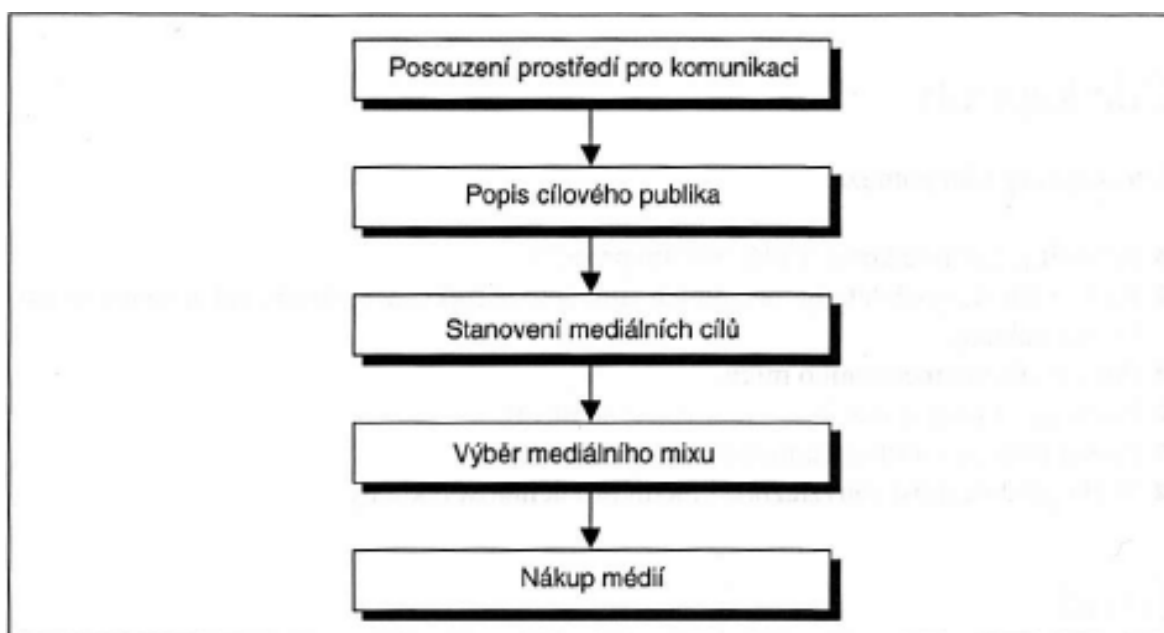 Posouzení prostředí pro komunikaci
Popis cílového publika
Stanovení mediálních cílů
Výběr mediálního mixu
Nákup médií